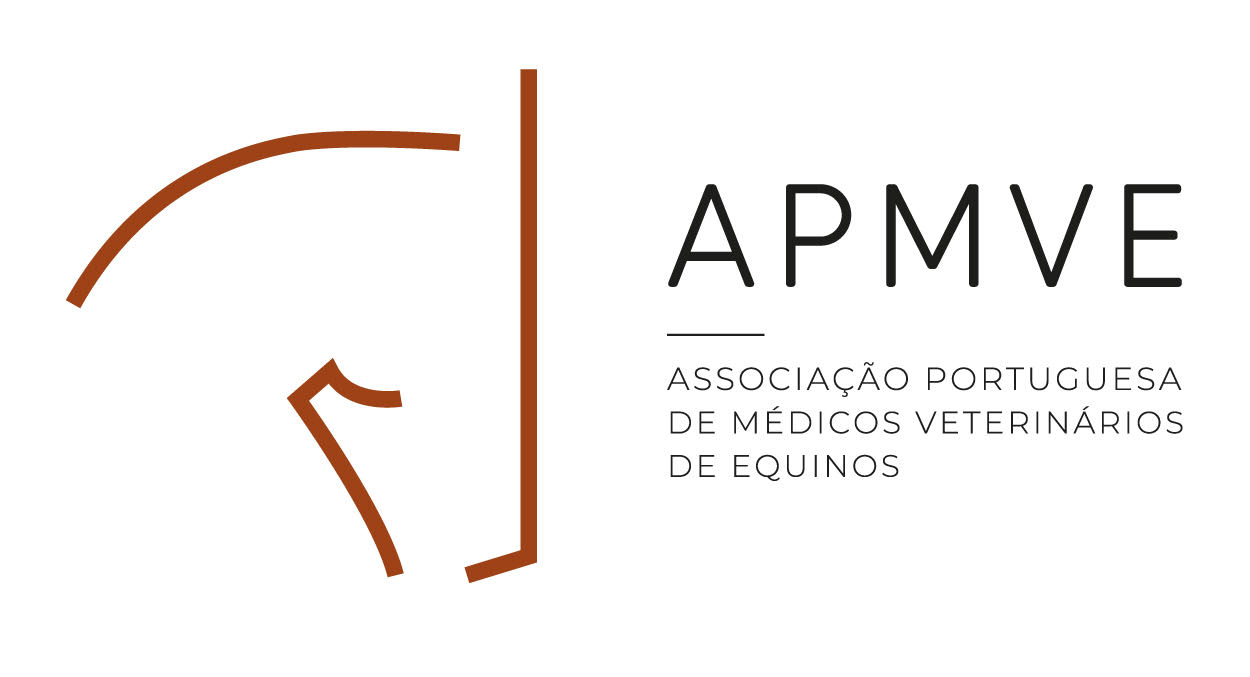 APMVE
ASSOCIAÇÃO PORTUGUESA
DE MÉDICOS VETERINÁRIOS
DE EQUINOS